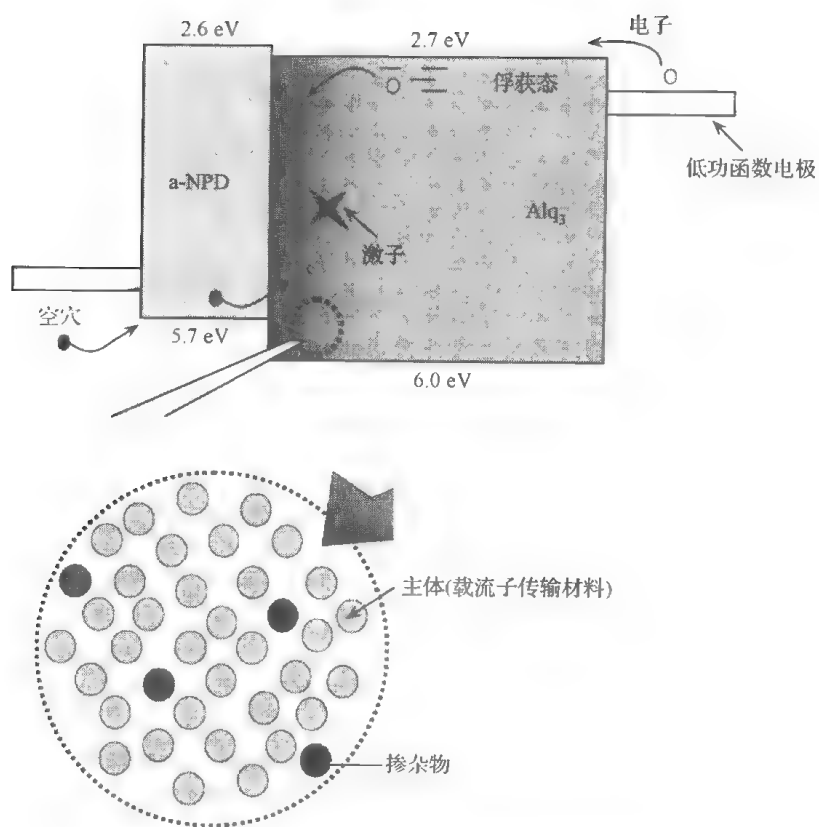 2.6 eV
2.7 eV
电子
俘获态
低功函数电极
a-NPD
Alq₃
激子
空穴
5.7 eV
6.0 eV
主体(载流子传输材料)
掺杂物